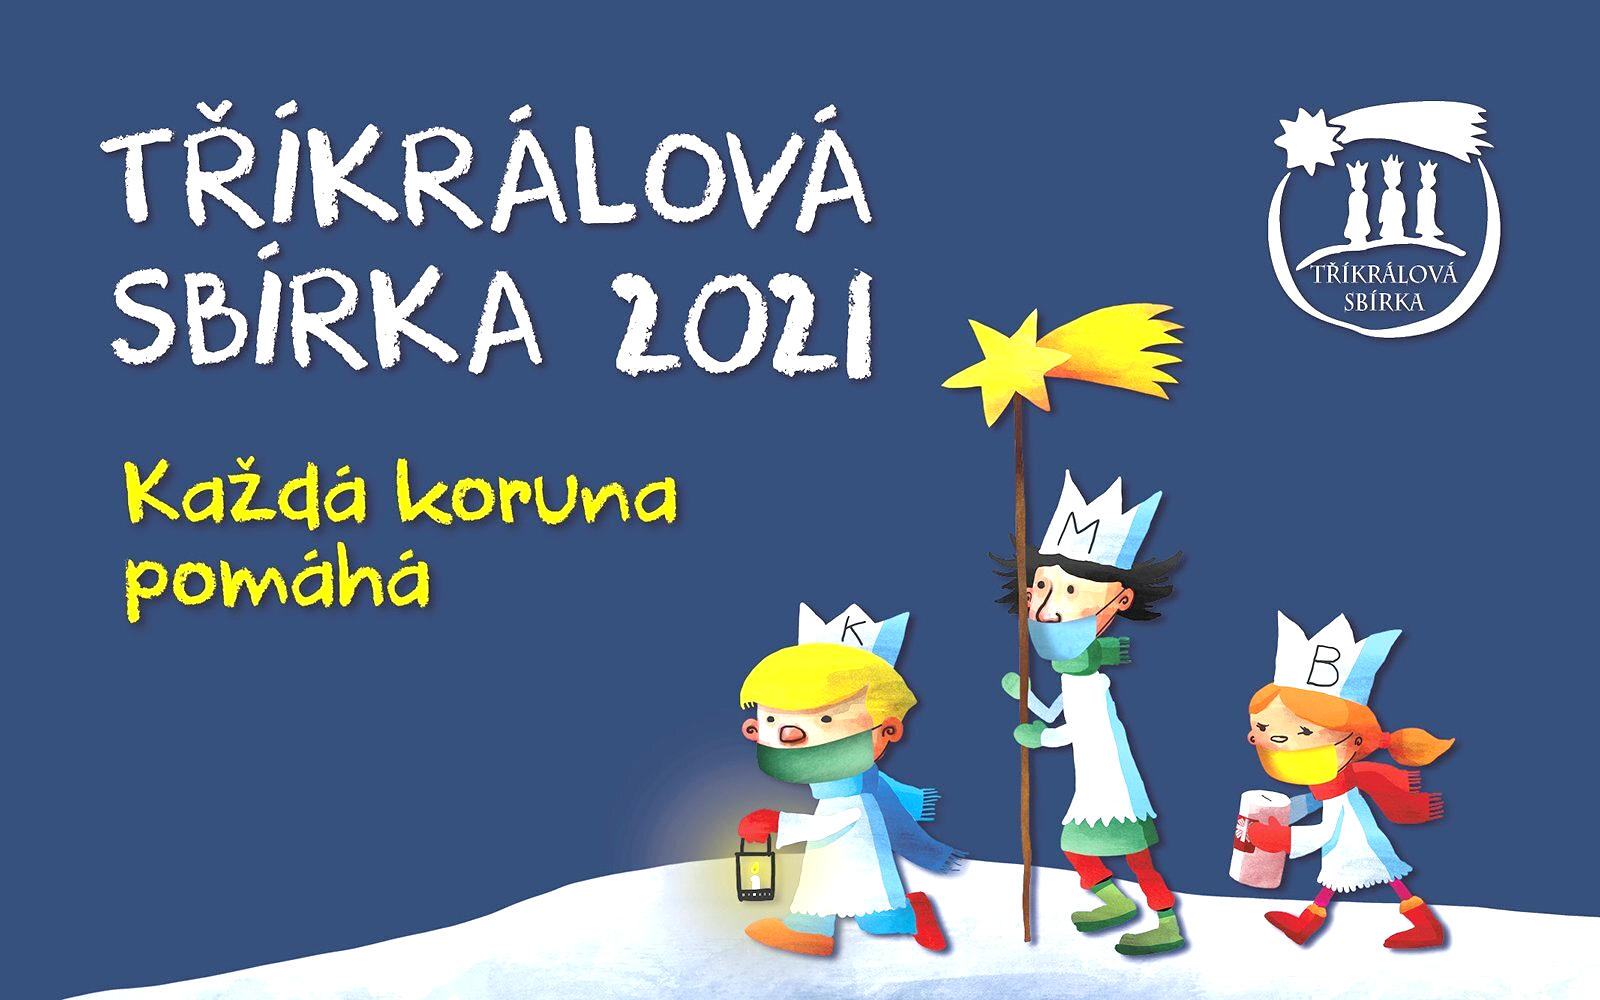 TŘÍKRÁLOVÁ
SBÍRKA 2021
TŘÍKRÁLOVÁ
SBÍRKA
Každá koruna
pomáhá
K
M
B